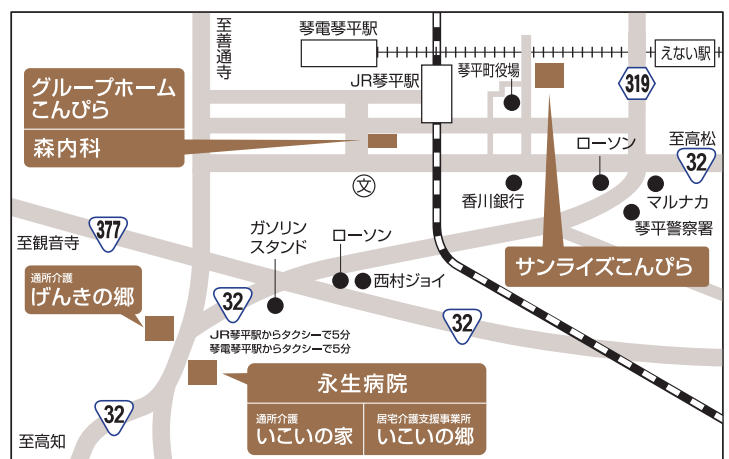 至善通寺
琴電琴平駅
えない駅
JR琴平駅
琴平町役場
319
グループホーム
こんぴら
森内科
ローソン
至高松
32
文
香川銀行
マルナカ
琴平警察署
377
至観音寺
ガソリン
スタンド
ローソン
西村ジョイ
サンライズこんぴら
通所介護
げんきの郷
32
32
JR琴平駅からタクシーで5分
琴電琴平駅からタクシーで5分
永生病院
通所介護
いこいの家
居宅介護支援事業所
いこいの郷
32
至高知